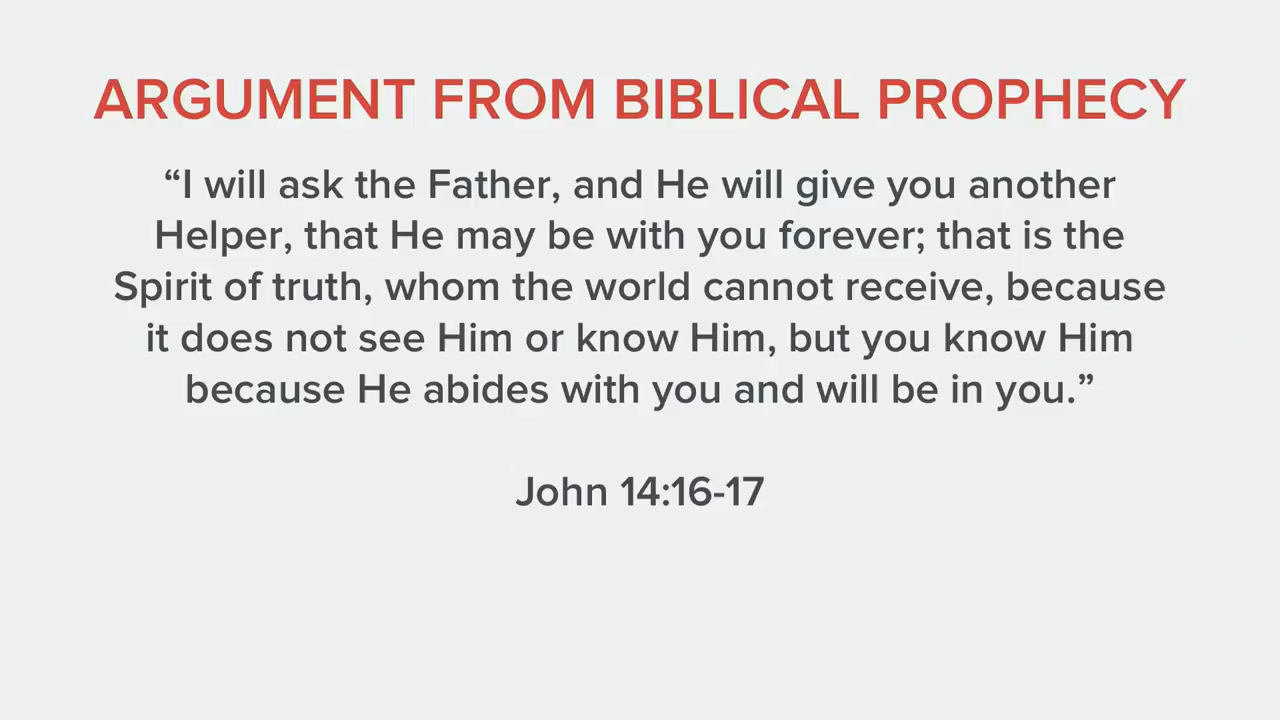 ARGUMENT FROM BIBLICAL PROPHECY
“I will ask the Father, and He will give you another
Helper, that He may be with you forever; that is the
Spirit of truth, whom the world cannot receive, because
it does not see Him or know Him, but you know Him
because He abides with you and will be in you.”
John 14:16-17